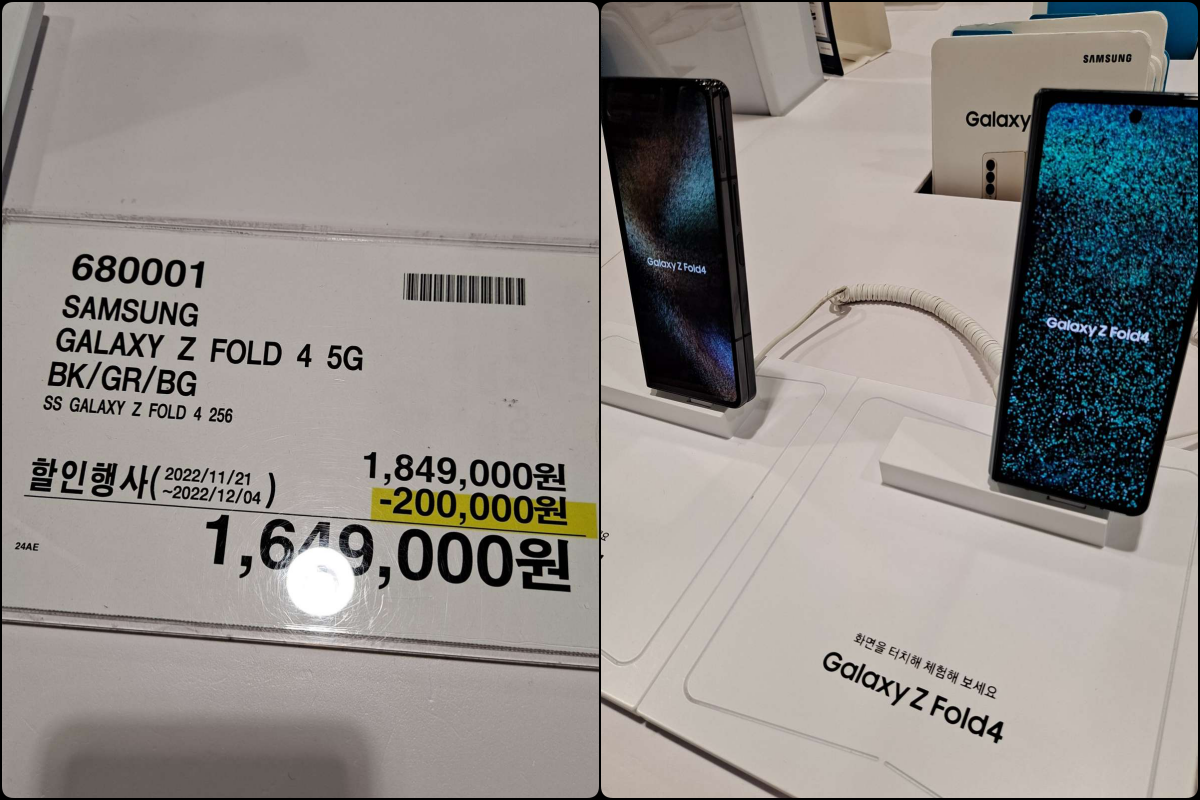 680001
SAMSUNG
GALAXY Z FOLD 4 5G
BK/GR/BG
SS GALAXY Z FOLD 4 256
할인행사(2022/11/21
~2022/12/04)
1,849,000원
-200,000원
1,649,000원
24AE
SAMSUNG
Galaxy
Galaxy Z Fold4
Galaxy Z Fold4
화면을 터치해 체험해 보세요
Galaxy Z Fold4